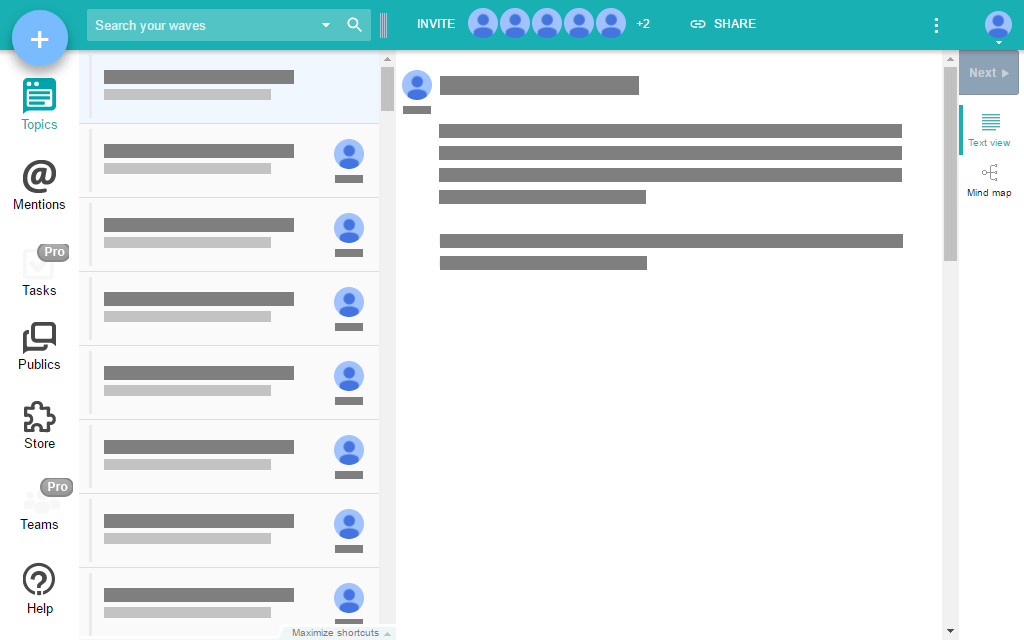 Search your waves
INVITE
+2
SHARE
Next
Topics
Mentions
Pro
Tasks
Publics
Store
Pro
Teams
Help
Text view
Mind map
Maximize shortcuts